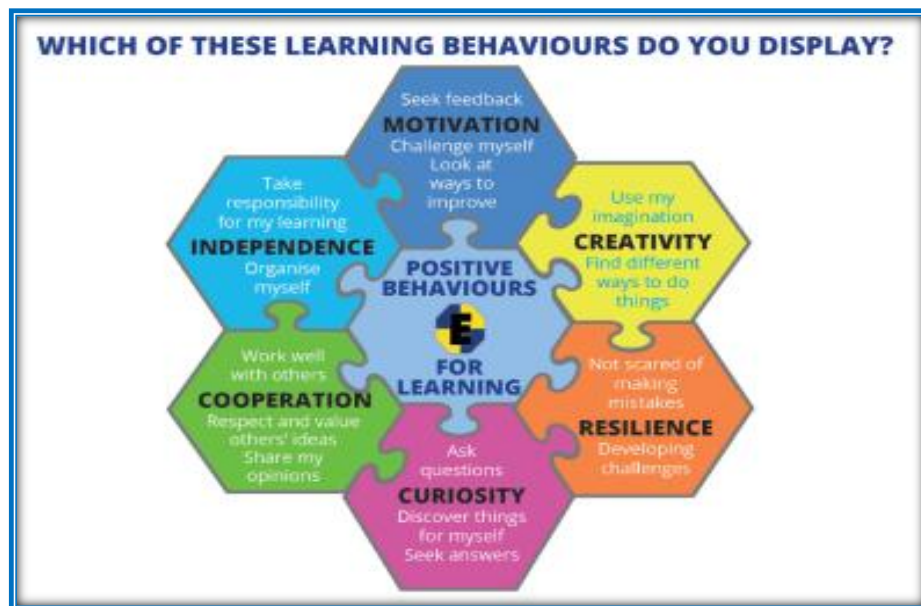 WHICH OF THESE LEARNING BEHAVIOURS DO YOU DISPLAY?
Seek feedback
MOTIVATION
Challenge myself
Look at
ways to
improve
Take
responsibility
for my learning
INDEPENDENCE
Organise
myself
Use my
imagination
CREATIVITY
Find different
ways to do
things
POSITIVE
BEHAVIOURS
E
FOR
LEARNING
Work well
with others
COOPERATION
Respect and value
others' ideas
Share my
opinions
Not scared of
making
mistakes
RESILIENCE
Developing
challenges
Ask
questions
CURIOSITY
Discover things
for myself
Seek answers